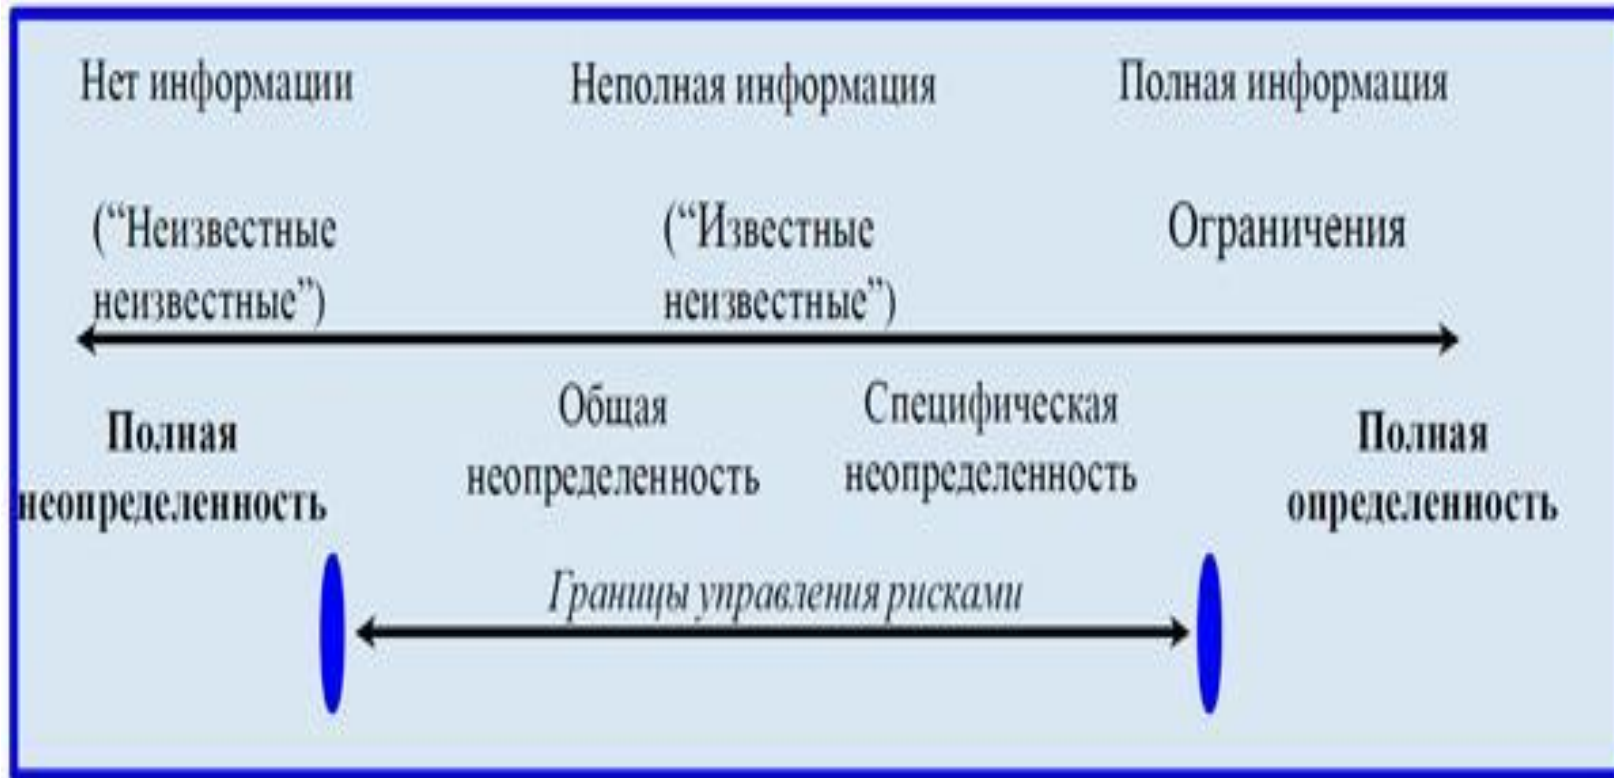 Нет информации
Неполная информация
Полная информация
(“Неизвестные
неизвестные”)
(“Известные
неизвестные”)
Ограничения
Полная
неопределенность
Общая
неопределенность
Специфическая
неопределенность
Полная
определенность
Границы управления рисками